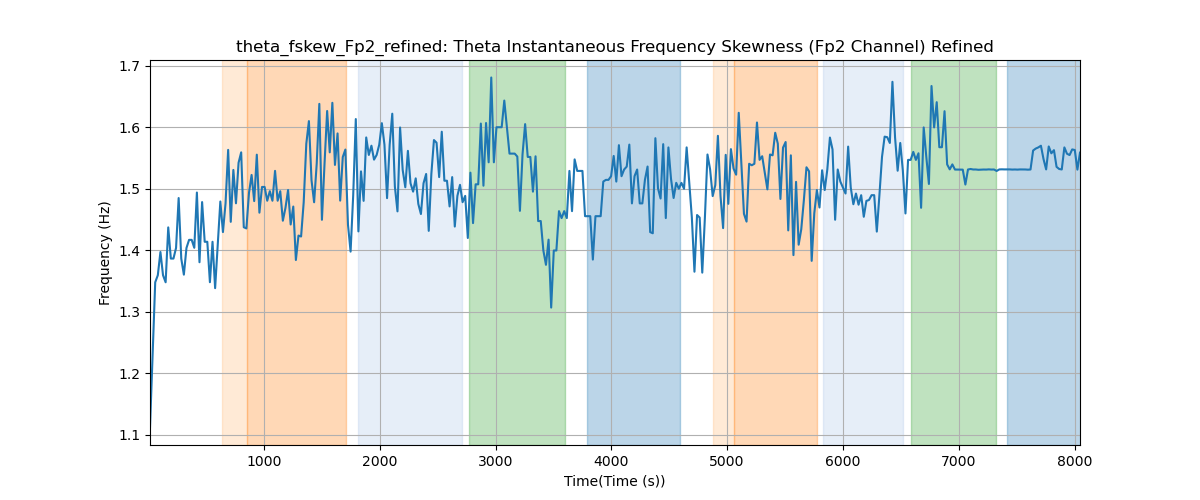 theta_fskew_Fp2_refined: Theta Instantaneous Frequency Skewness (Fp2 Channel) Refined
Frequency (Hz)
1.7
1.6
1.5
1.4
1.3
1.2
1.1
1000 2000 3000 4000 5000 6000 7000 8000
Time(Time (s))